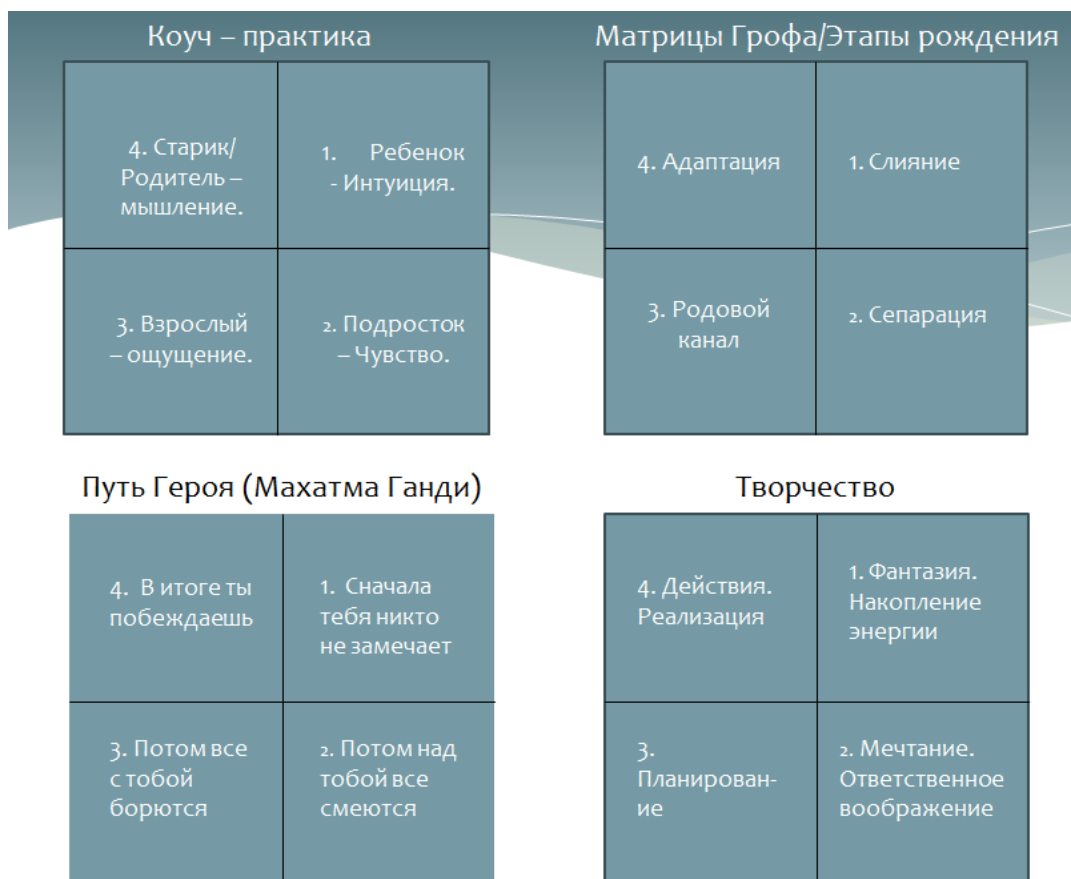 Коуч – практика
4. Старик/
Родитель –
мышление.
1. Ребенок
- Интуиция.
3. Взрослый
– ощущение.
2. Подросток
– Чувство.
Матрицы Грофа/Этапы рождения
4. Адаптация
1. Слияние
3. Родовой
канал
2. Сепарация
Путь Героя (Махатма Ганди)
4. В итоге ты
побеждаешь
1. Сначала
тебя никто
не замечает
3. Потом все
с тобой
борются
2. Потом над
тобой все
смеются
Творчество
4. Действия.
Реализация
1. Фантазия.
Накопление
энергии
3.
Планирован-
ие
2. Мечтание.
Ответственное
воображение